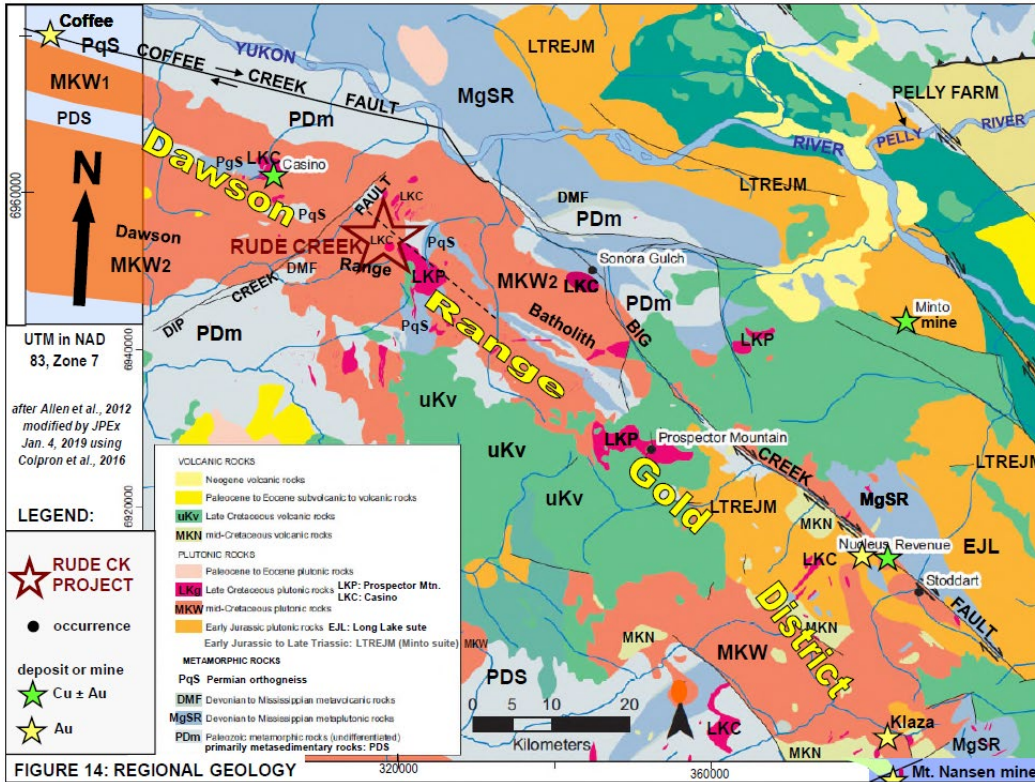 Coffee
PqS
COFFEE CREEK FAULT
YUKON
MKW1
PDS
PDm
MgSR
LTREJM
PELLY FARM
RIVER
PELLY
RIVER
N
6960000
Dawson
PgS
LKC
Casino
PqS
FAULT
LKC
LTREJM
DMF
PDm
Dawson
MKW2
RUDE CREEK
LKC
PqS
Range
DMF
LKP
MKW2
Sonora Gulch
LKC
PDm
CREEK
DIP
PDm
PqS
Range
Batholith
BIG
LKP
Minto
mine
UTM in NAD
83, Zone 7
6940000
after Allen et al., 2012
modified by JPEx
Jan. 4, 2019 using
Colpron et al., 2016
uKv
uKv
LKP
Prospector Mountain
CREEK
LTREJM
uKv
Gold
LTREJM
MgSR
MKN
6920000
Nucleus
Revenue
EJL
LKC
Stoddart
FAULT
District
MKN
MKW
MKW
PDS
LKC
Klaza
MKN
MgSR
Mt. Nansen mine
LEGEND:
RUDE CK
PROJECT
occurrence
deposit or mine
Cu ± Au
Au
VOLCANIC ROCKS
Neogene volcanic rocks
Paleocene to Eocene subvolcanic to volcanic rocks
uKv Late Cretaceous volcanic rocks
MKN mid-Cretaceous volcanic rocks
PLUTONIC ROCKS
Paleocene to Eocene plutonic rocks
LKg Late Cretaceous plutonic rocks LKP: Prospector Mtn.
LKC: Casino
MKW mid-Cretaceous plutonic rocks
Early Jurassic plutonic rocks EJL: Long Lake sute
Early Jurassic to Late Triassic: LTREJM (Minto suite)
METAMORPHIC ROCKS
PqS Permian orthogneiss
DMF Devonian to Mississippian metavolcanic rocks
MgSR Devonian to Mississippian metaplutonic rocks
PDm Paleozoic metamorphic rocks (undifferentiated)
primarily metasedimentary rocks: PDS
0 5 10 20
Kilometers
FIGURE 14: REGIONAL GEOLOGY
320000
360000